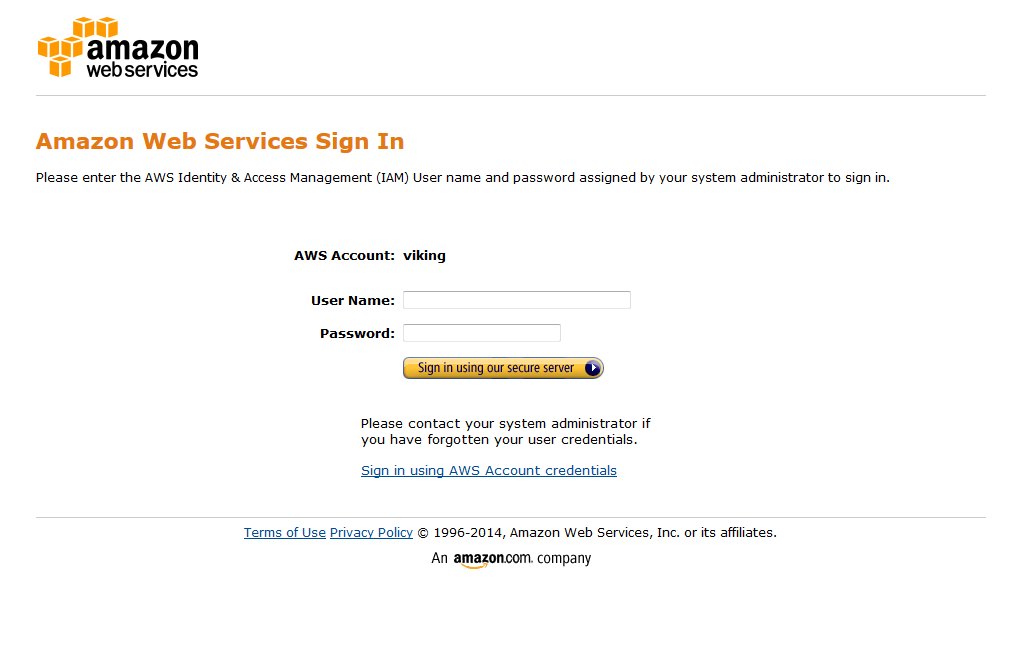 amazon
web services
Amazon Web Services Sign In
Please enter the AWS Identity & Access Management (IAM) User name and password assigned by your system administrator to sign in.
AWS Account: viking
User Name:
Password:
Sign in using our secure server
Please contact your system administrator if
you have forgotten your user credentials.
Sign in using AWS Account credentials
Terms of Use Privacy Policy © 1996-2014, Amazon Web Services, Inc. or its affiliates.
An amazon.com. company